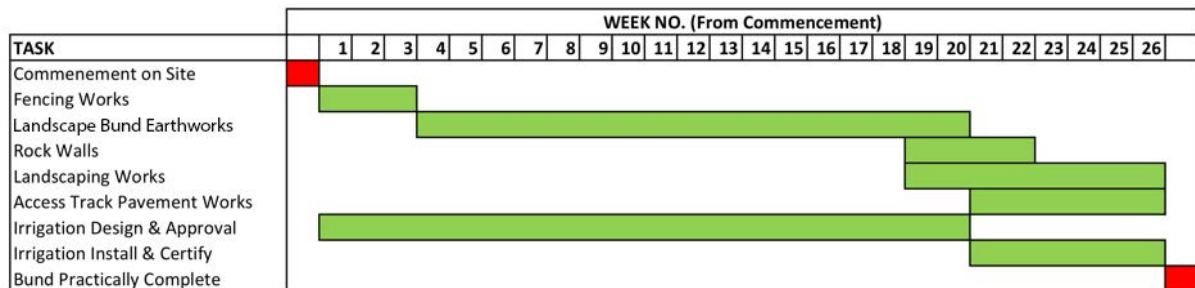 WEEK NO. (From Commencement)
TASK 1 2 3 4 5 6 7 8 9 10 11 12 13 14 15 16 17 18 19 20 21 22 23 24 25 26
Commenement on Site
Fencing Works
Landscape Bund Earthworks
Rock Walls
Landscaping Works
Access Track Pavement Works
Irrigation Design & Approval
Irrigation Install & Certify
Bund Practically Complete